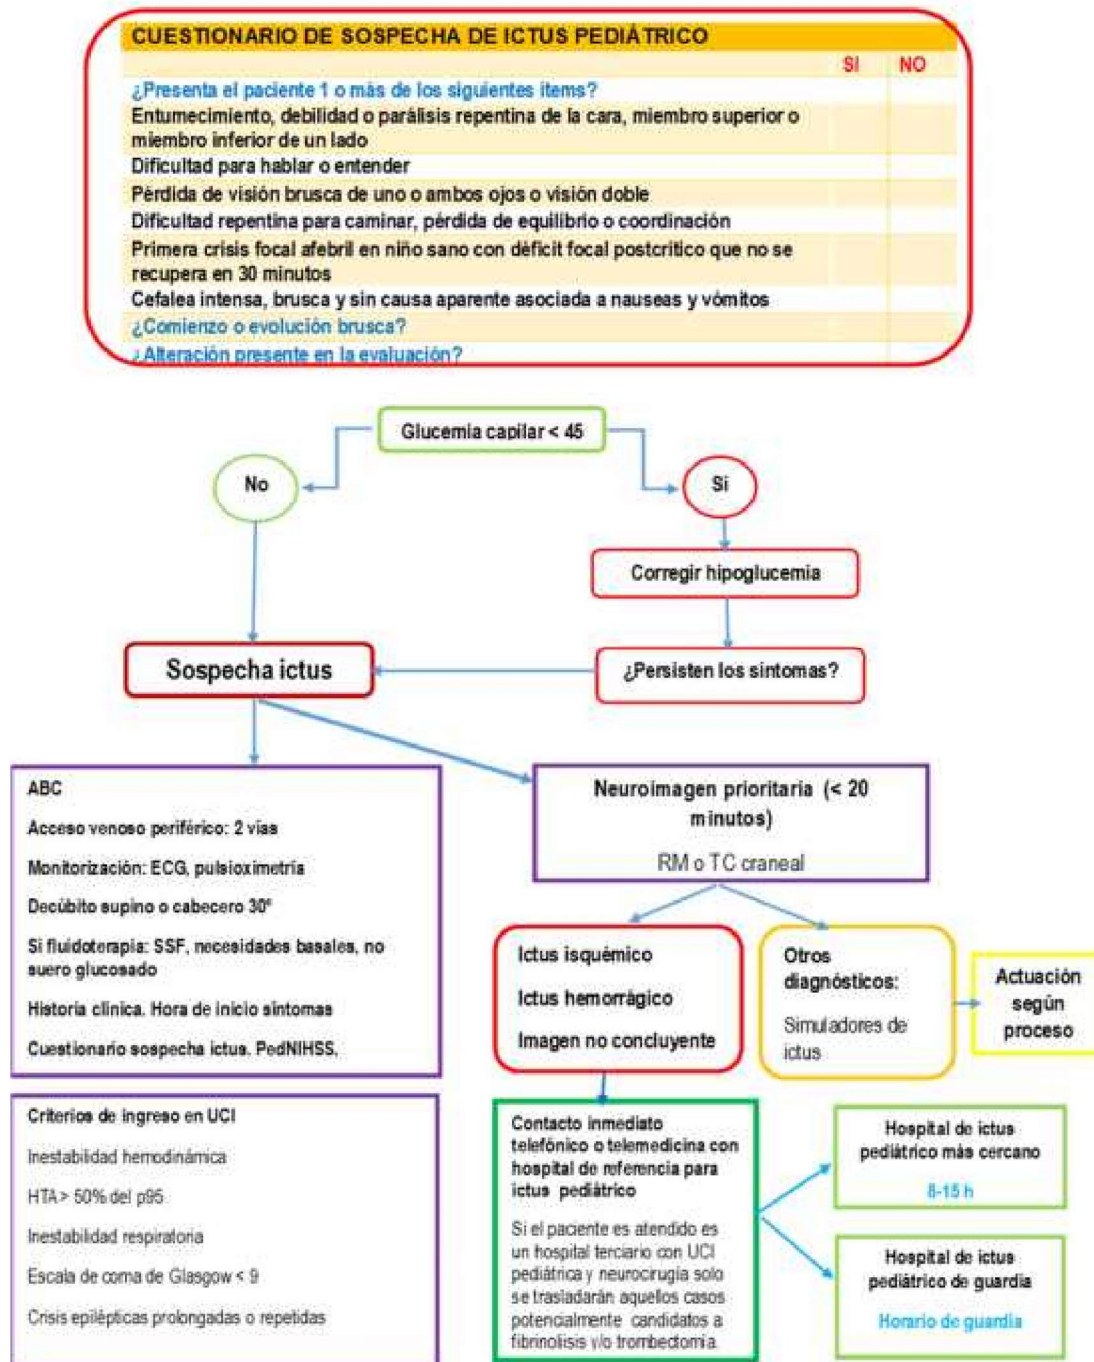 CUESTIONARIO DE SOSPECHA DE ICTUS PEDIÁTRICO
SI NO
¿Presenta el paciente 1 o más de los siguientes items?
Entumecimiento, debilidad o parálisis repentina de la cara, miembro superior o
miembro inferior de un lado
Dificultad para hablar o entender
Pérdida de visión brusca de uno o ambos ojos o visión doble
Dificultad repentina para caminar, pérdida de equilibrio o coordinación
Primera crisis focal afebril en niño sano con déficit focal postcrítico que no se
recupera en 30 minutos
Cefalea intensa, brusca y sin causa aparente asociada a nauseas y vómitos
¿Comienzo o evolución brusca?
¿Alteración presente en la evaluación?
Glucemia capilar < 45
No
Si
Corregir hipoglucemia
Sospecha ictus
¿Persisten los sintomas?
ABC
Acceso venoso periférico: 2 vías
Monitorización: ECG, pulsioximetría
Decúbito supino o cabecero 30º
Si fluidoterapia: SSF, necesidades basales, no
suero glucosado
Historia clínica. Hora de inicio síntomas
Cuestionario sospecha ictus. PedNIHSS.
Neuroimagen prioritaria (< 20
minutos)
RM o TC craneal
Ictus isquémico
Ictus hemorrágico
Imagen no concluyente
Otros
diagnósticos:
Simuladores de
ictus
Actuación
según
proceso
Criterios de ingreso en UCI
Inestabilidad hemodinámica
HTA > 50% del p95
Inestabilidad respiratoria
Escala de coma de Glasgow < 9
Crisis epilépticas prolongadas o repetidas
Contacto inmediato
telefónico o telemedicina con
hospital de referencia para
ictus pediátrico
Si el paciente es atendido es
un hospital terciario con UCI
pediátrica y neurocirugía solo
se trasladarán aquellos casos
potencialmente candidatos a
fibrinolisis y/o trombectomía.
Hospital de ictus
pediátrico más cercano
8-15 h
Hospital de ictus
pediátrico de guardia
Horario de guardia